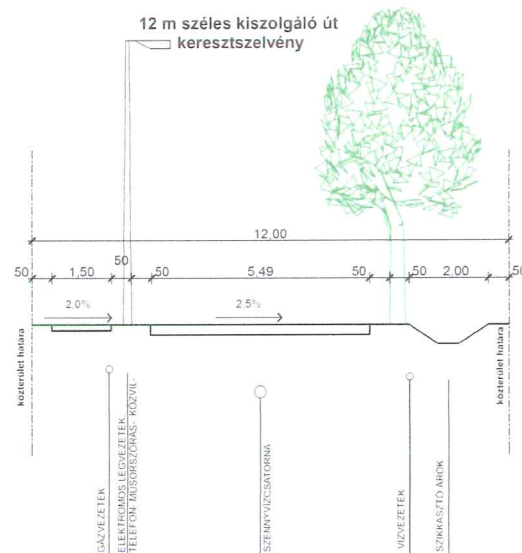 12 m széles kiszolgáló út
keresztszelvény
12,00
50
1,50
50
50
5,49
50
50
2,00
50
2.0%
2.5%
közterület határa
GÁZVEZETÉK
ELEKTROMOS LÉGVEZETÉK
TELEFON- MŰSORSZÓRÁS- KÖZVIL-
SZENNYVÍZCSATORNA
VÍZVEZETÉK
SZIKKASZTÓ ÁROK
közterület határa